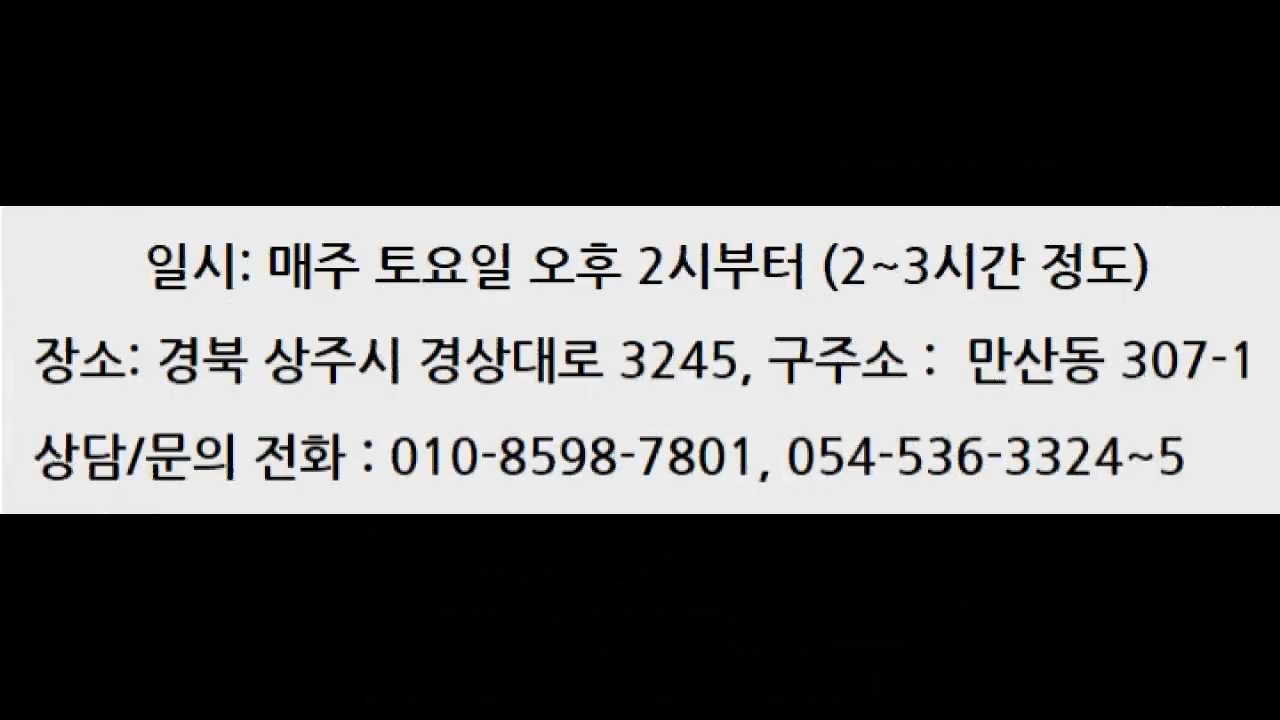 일시: 매주 토요일 오후 2시부터 (2~3시간 정도)
장소: 경북 상주시 경상대로 3245, 구주소 :  만산동 307-1
상담/문의 전화 : 010-8598-7801, 054-536-3324~5